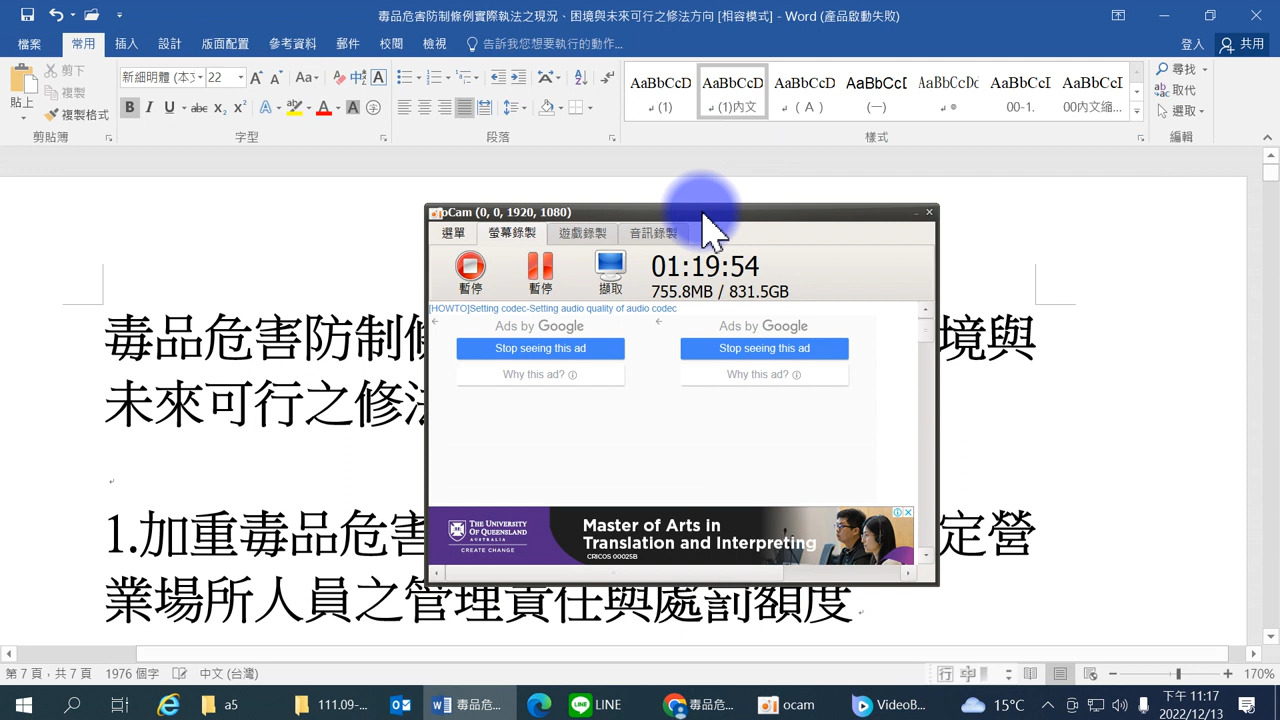 毒品危害防制條例實際執法之現況、困境與未來可行之修法方向 [相容模式] - Word (產品啟動失敗)
檔案 常用 插入 設計 版面配置 參考資料 郵件 校閱 檢視 告訴我您想要執行的動作... 登入 共用
貼上 剪下 複製 複製格式 剪貼簿
新細明體 (本文 22 Aa 中 A
B I U abc X₂ X² A ab A A 字
字型 段落
AaBbCcD AaBbCcD AaBbCcD AaBbCcI AaBbCcDc AaBbCcI AaBbCcI
(1) (1)內文 ( A ) (一) 00-1. 00內文縮...
樣式
尋找 取代 選取 編輯
毒品危害防制
境與
未來可行之修
1.加重毒品危害
定營
業場所人員之管理責任與處罰額度
oCam (0, 0, 1920, 1080)
選單 螢幕錄製 遊戲錄製 音訊錄製
暫停 暫停 擷取
01:19:54
755.8MB / 831.5GB
[HOWTO]Setting codec-Setting audio quality of audio codec
Ads by Google Ads by Google
Stop seeing this ad Stop seeing this ad
Why this ad? Why this ad?
THE UNIVERSITY OF QUEENSLAND
AUSTRALIA
CREATE CHANGE
Master of Arts in
Translation and Interpreting
CRICOS 00025B
第 7 頁，共 7 頁 1976 個字 中文 (台灣) 170%
a5 111.09-... 毒品危... LINE 毒品危... ocam VideoB... 15°C 下午 11:17
2022/12/13